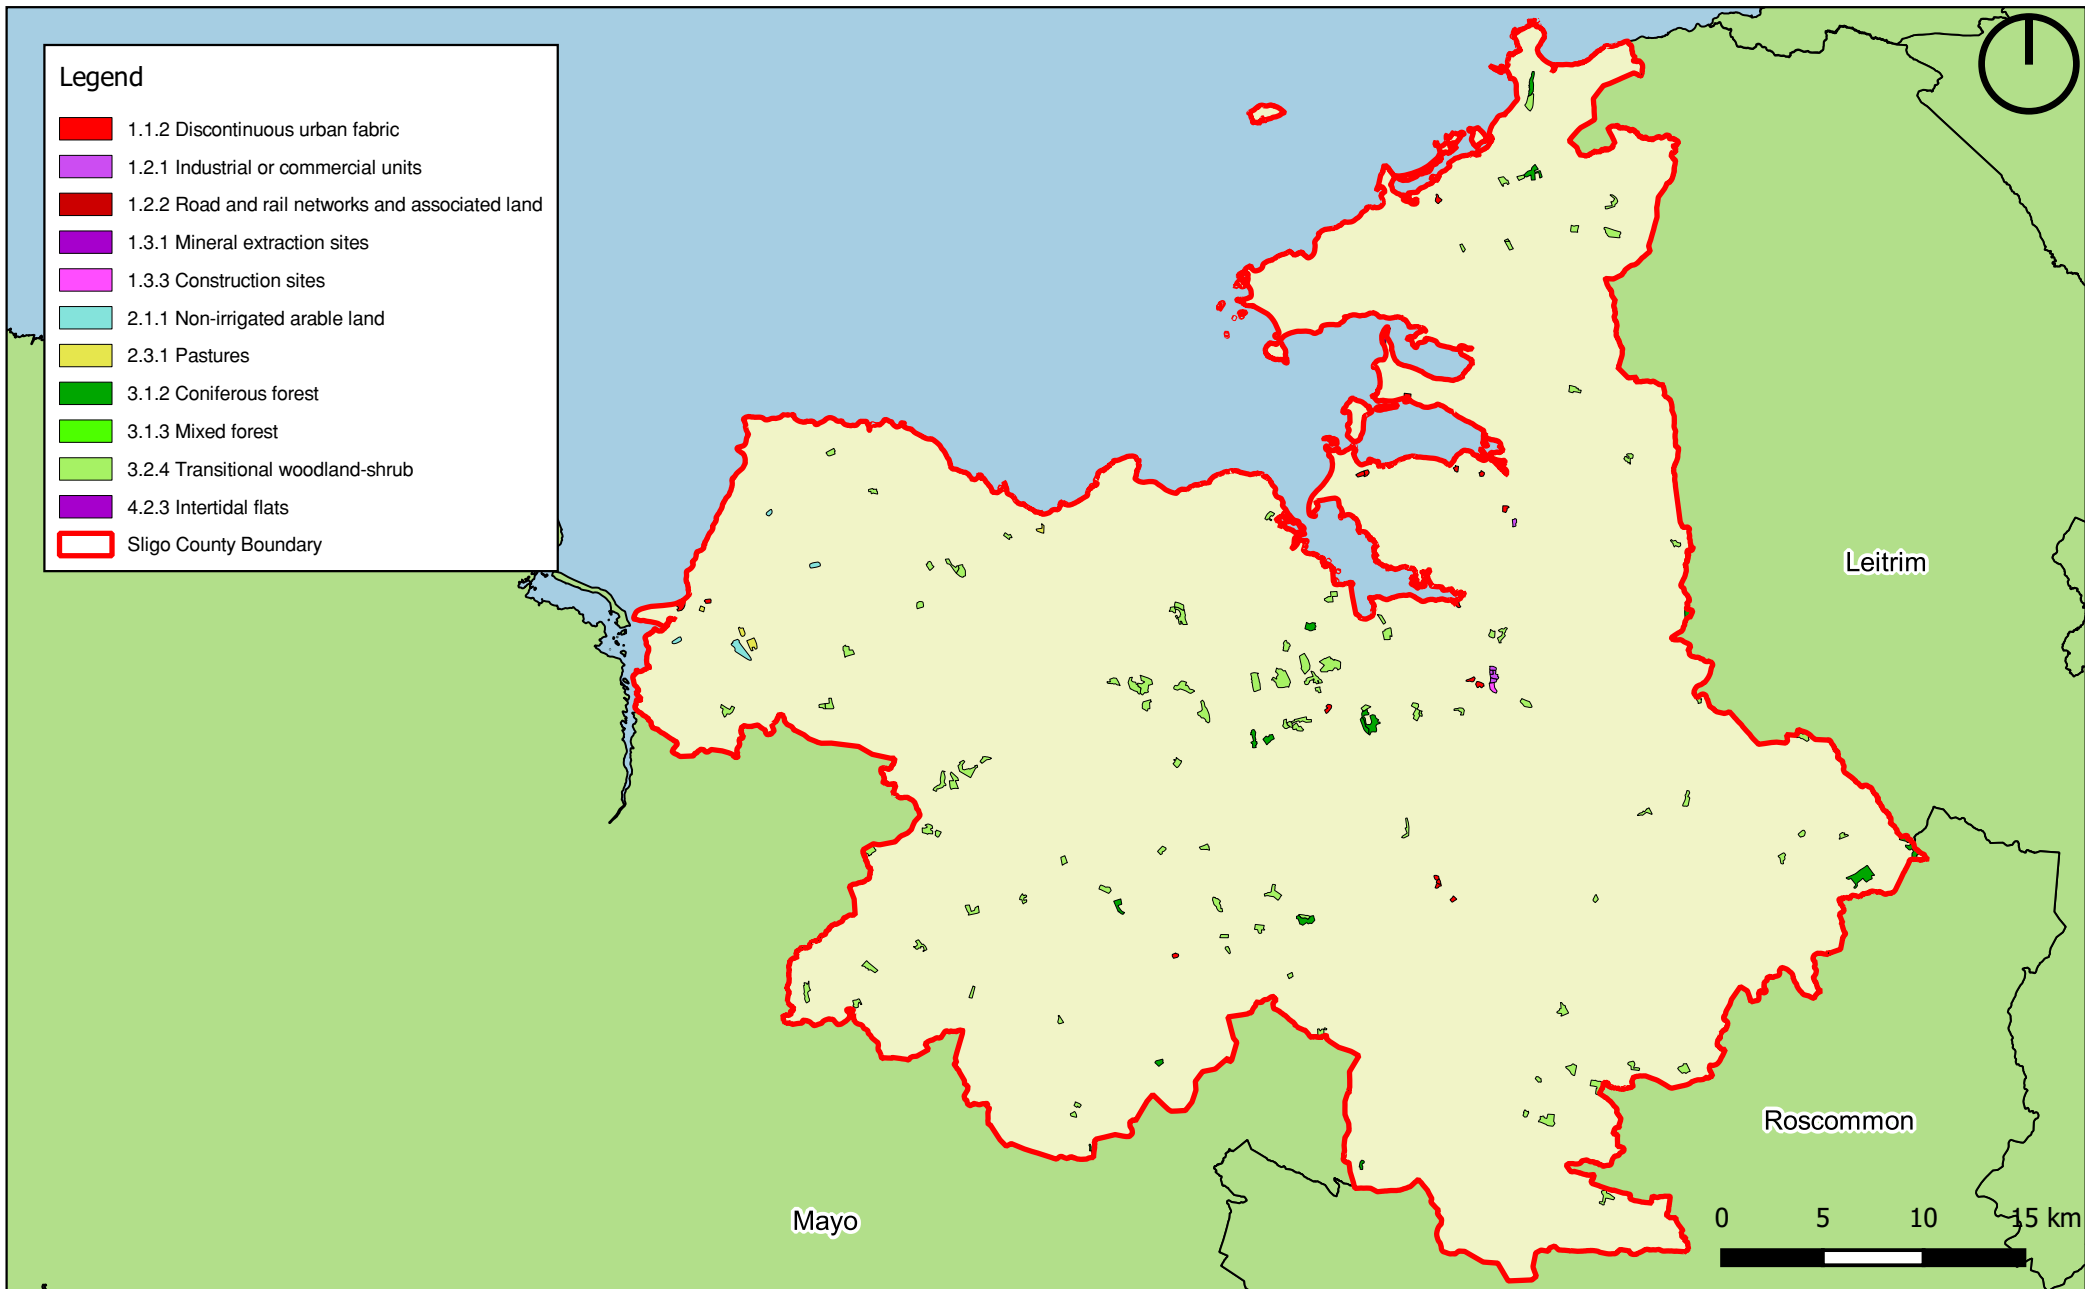 Legend
1.1.2 Discontinuous urban fabric
1.2.1 Industrial or commercial units
1.2.2 Road and rail networks and associated land
1.3.1 Mineral extraction sites
1.3.3 Construction sites
2.1.1 Non-irrigated arable land
2.3.1 Pastures
3.1.2 Coniferous forest
3.1.3 Mixed forest
3.2.4 Transitional woodland-shrub
4.2.3 Intertidal flats
Sligo County Boundary
Leitrim
Roscommon
Mayo
0 5 10 15 km